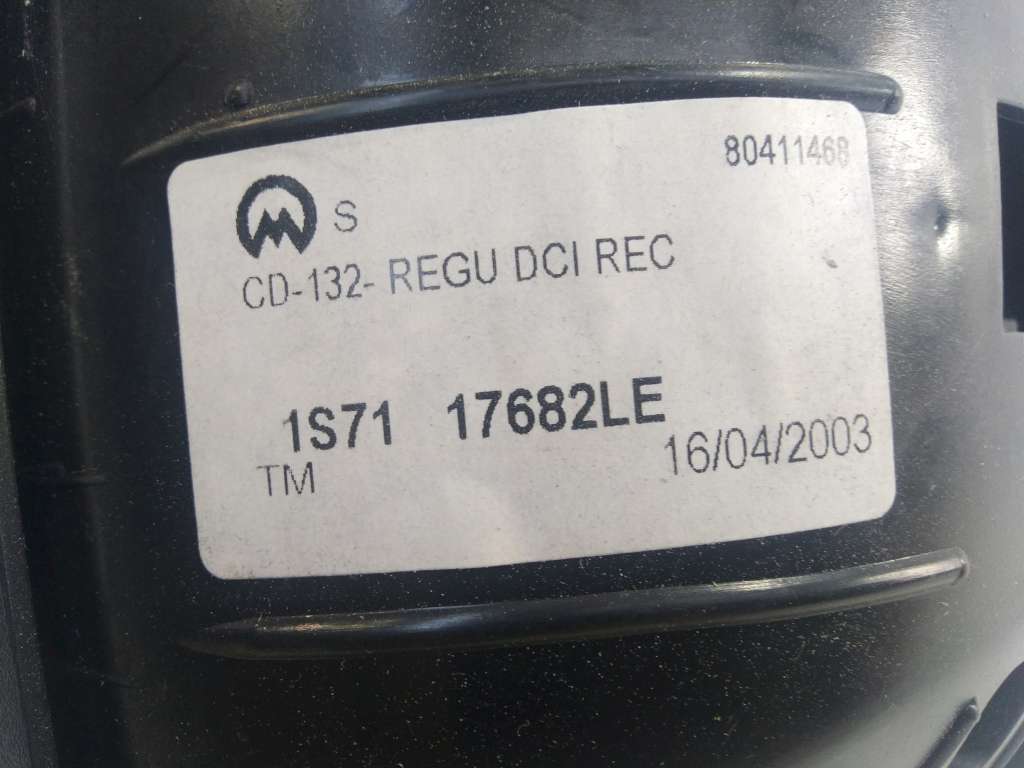 80411468
S
CD-132- REGU DCI REC
1S71 17682LE
TM 16/04/2003